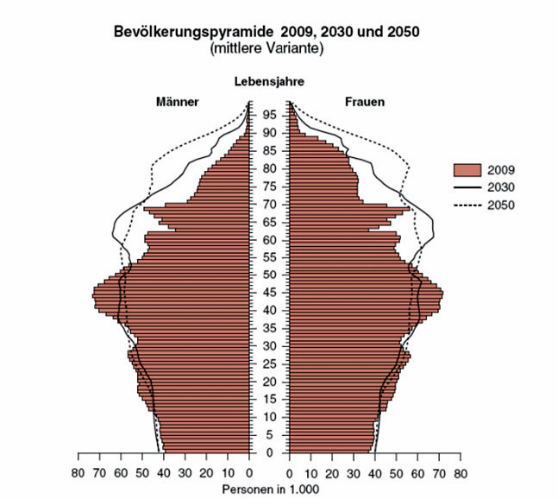 Bevölkerungspyramide 2009, 2030 und 2050
(mittlere Variante)
Lebensjahre
Männer
Frauen
95
90
85
80
75
70
65
60
55
50
45
40
35
30
25
20
15
10
5
0
2009
2030
2050
80 70 60 50 40 30 20 10 0
0 10 20 30 40 50 60 70 80
Personen in 1.000